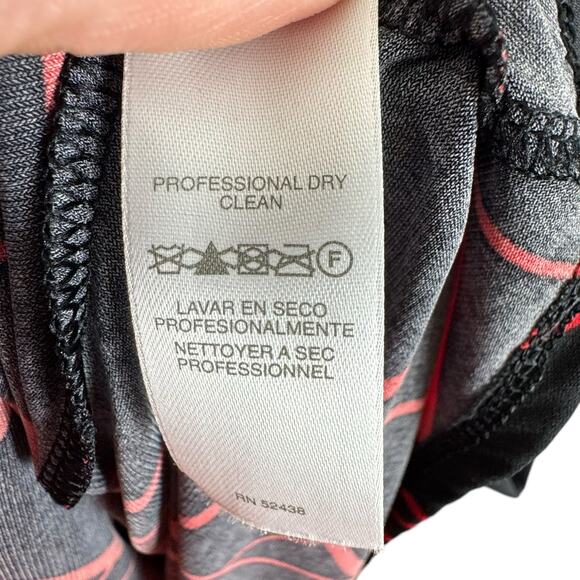 PROFESSIONAL DRY
CLEAN
F
LAVAR EN SECO
PROFESIONALMENTE
NETTOYER A SEC
PROFESSIONNEL
RN 52438